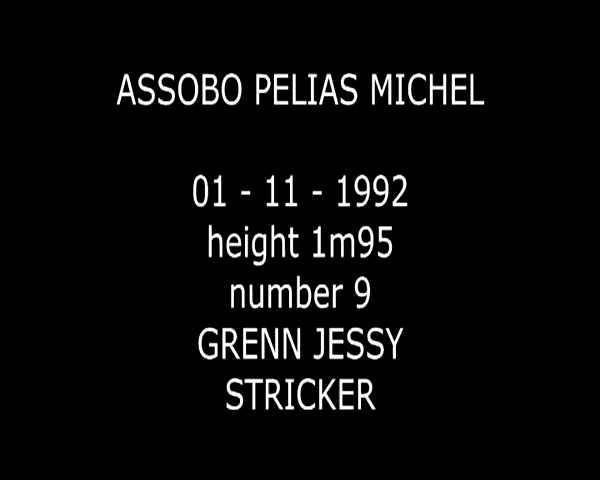 ASSOBO PELIAS MICHEL
01 - 11 - 1992
height 1m95
number 9
GRENN JESSY
STRICKER